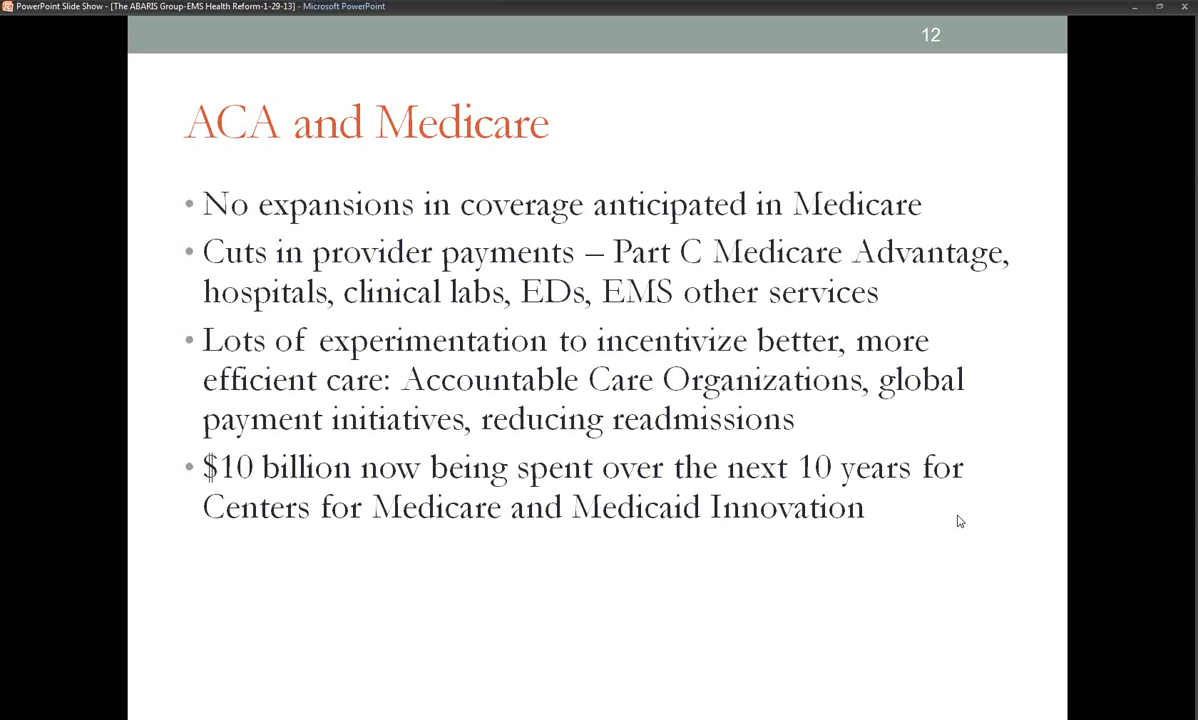 PowerPoint Slide Show - [The ABARIS Group-EMS Health Reform-1-29-13] - Microsoft PowerPoint
12
ACA and Medicare
• No expansions in coverage anticipated in Medicare
• Cuts in provider payments – Part C Medicare Advantage,
hospitals, clinical labs, EDs, EMS other services
• Lots of experimentation to incentivize better, more
efficient care: Accountable Care Organizations, global
payment initiatives, reducing readmissions
• $10 billion now being spent over the next 10 years for
Centers for Medicare and Medicaid Innovation